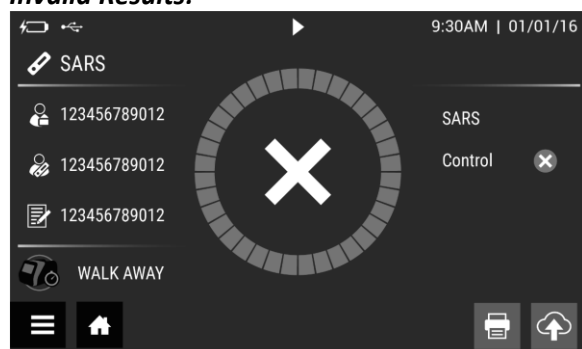 Invalid Results:
9:30AM | 01/01/16
SARS
123456789012
123456789012
123456789012
WALK AWAY
SARS
Control